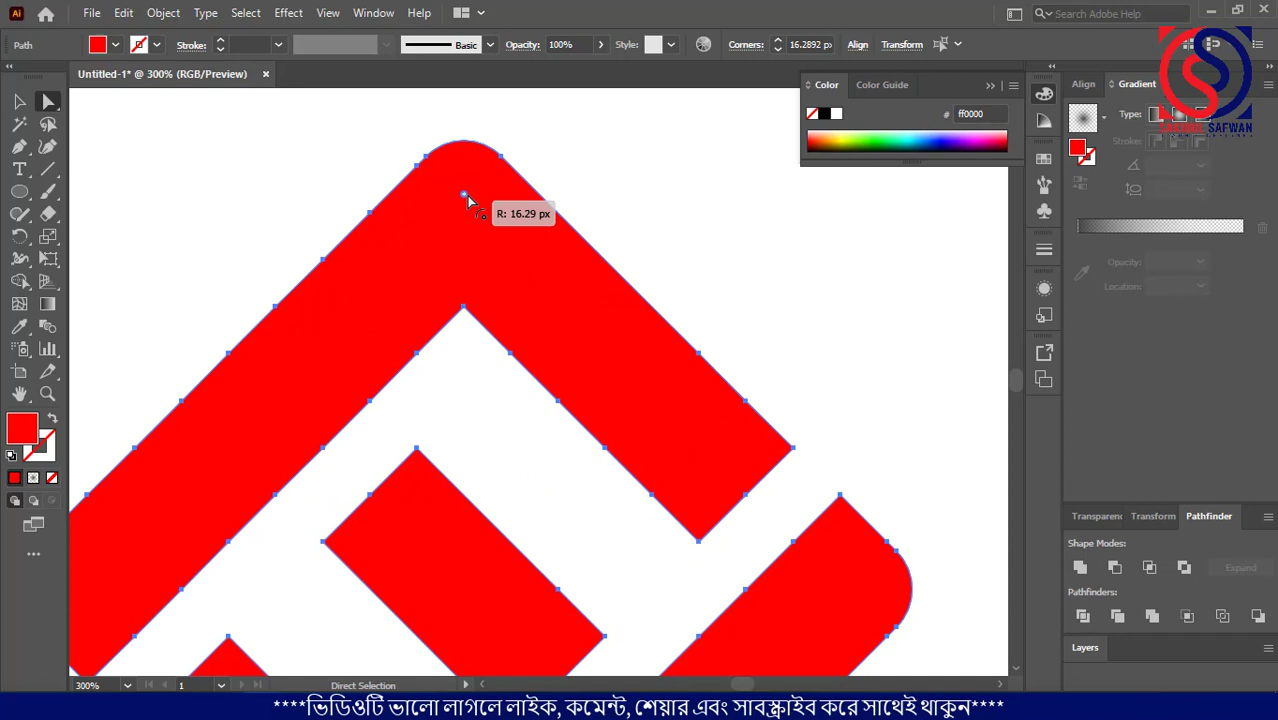 File Edit Object Type Select Effect View Window Help
Search Adobe Help
Path Stroke: Basic Opacity: 100% Style: Corners: 16.2892 px Align Transform
Untitled-1* @ 300% (RGB/Preview)
Color Color Guide
# ff0000
Align Gradient
Type:
Stroke:
SAFWAN
R: 16.29 px
Opacity:
Location:
Transparenc Transform Pathfinder
Shape Modes:
Expand
Pathfinders:
Layers
300% 1 Direct Selection
****ভিডিওটি ভালো লাগলে লাইক, কমেন্ট, শেয়ার এবং সাবস্ক্রাইব করে সাথেই থাকুন****